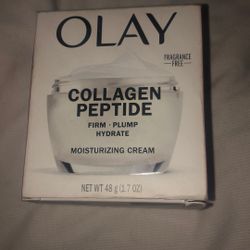 OLAY
FRAGRANCE
FREE
COLLAGEN
PEPTIDE
FIRM · PLUMP
HYDRATE
MOISTURIZING CREAM
NET WT 48 g (1.7 OZ)